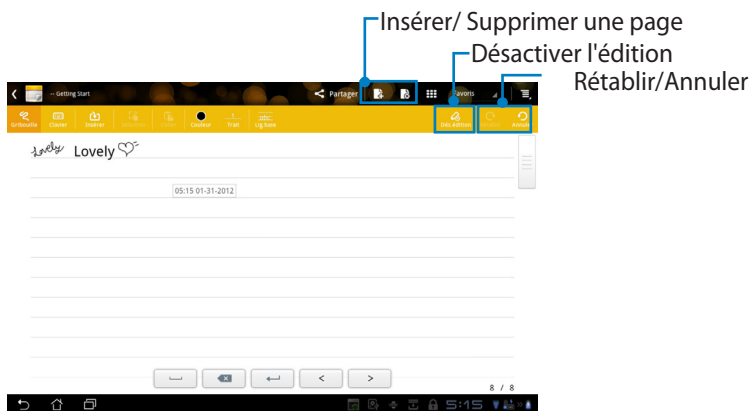 Insérer/ Supprimer une page
Désactiver l'édition
Rétablir/Annuler
-- Getting Start
Partager
Favoris
Gribouille Clavier Insérer Couleur Trait Lig.base Dés.édition Annuler
Lovely Lovely
05:15 01-31-2012
< >
8 / 8
5:15